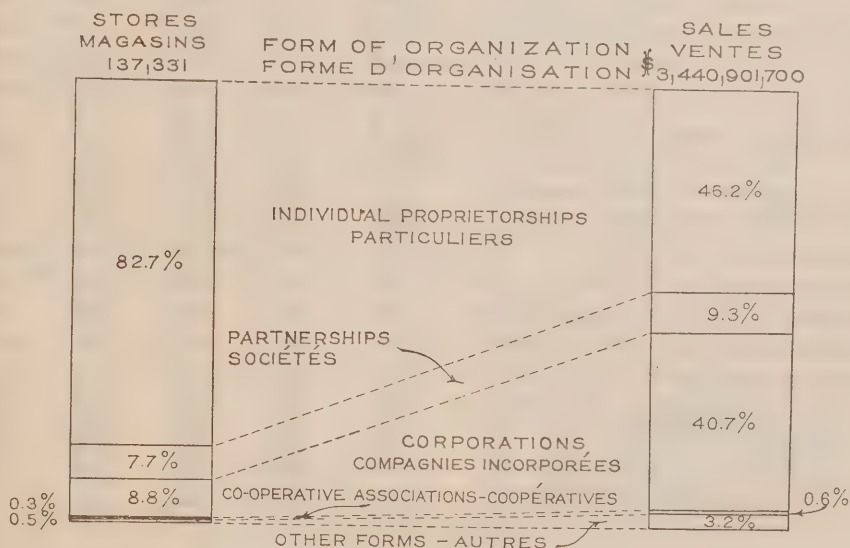 STORES
MAGASINS
137,331
FORM OF ORGANIZATION
FORME D'ORGANISATION
SALES
VENTES
$3,440,901,700
82.7%
INDIVIDUAL PROPRIETORSHIPS
PARTICULIERS
46.2%
9.3%
PARTNERSHIPS
SOCIÉTÉS
40.7%
7.7%
CORPORATIONS
COMPAGNIES INCORPORÉES
8.8%
CO-OPERATIVE ASSOCIATIONS-COOPÉRATIVES
0.3%
0.5%
0.6%
3.2%
OTHER FORMS - AUTRES